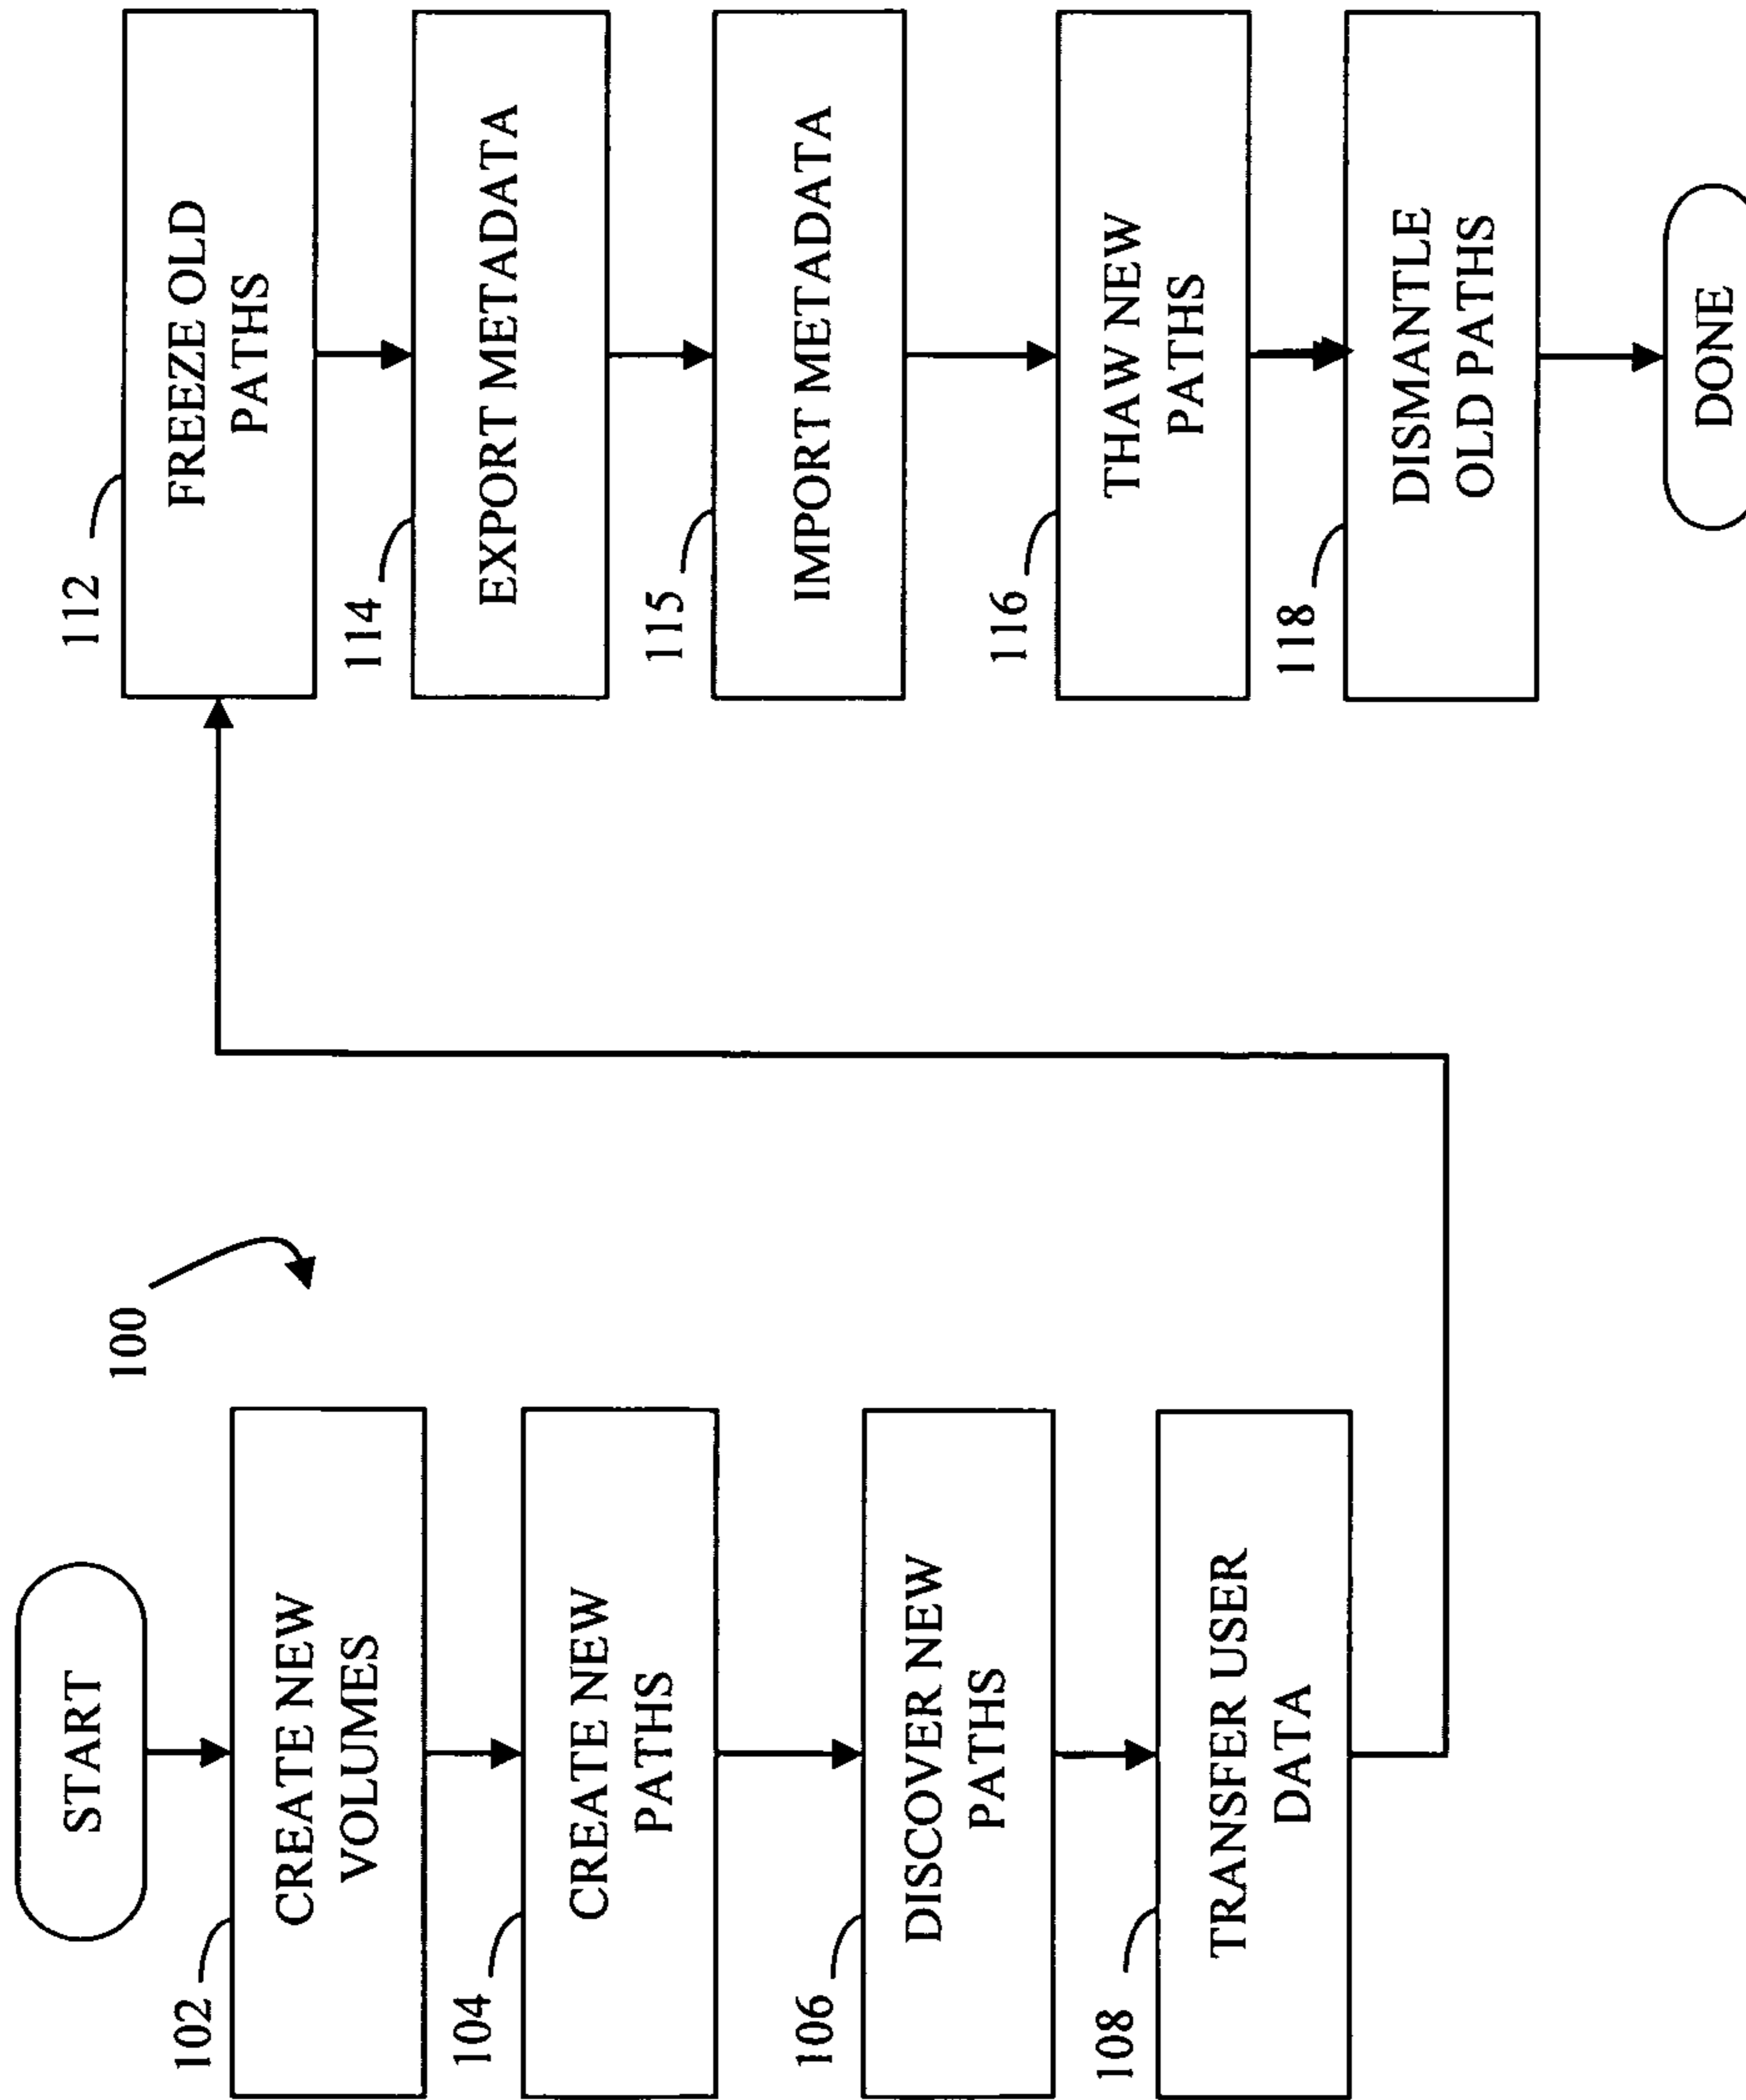 100
START
102
CREATE NEW
VOLUMES
104
CREATE NEW
PATHS
106
DISCOVER NEW
PATHS
108
TRANSFER USER
DATA
112
FREEZE OLD
PATHS
114
EXPORT METADATA
115
IMPORT METADATA
116
THAW NEW
PATHS
118
DISMANTLE
OLD PATHS
DONE